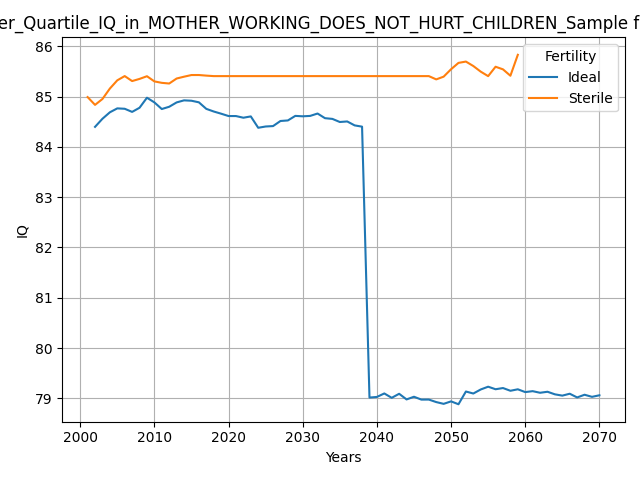 er_Quartile_IQ_in_MOTHER_WORKING_DOES_NOT_HURT_CHILDREN_Sample f
86
85
84
83
82
81
80
79
IQ
Fertility
Ideal
Sterile
2000 2010 2020 2030 2040 2050 2060 2070
Years